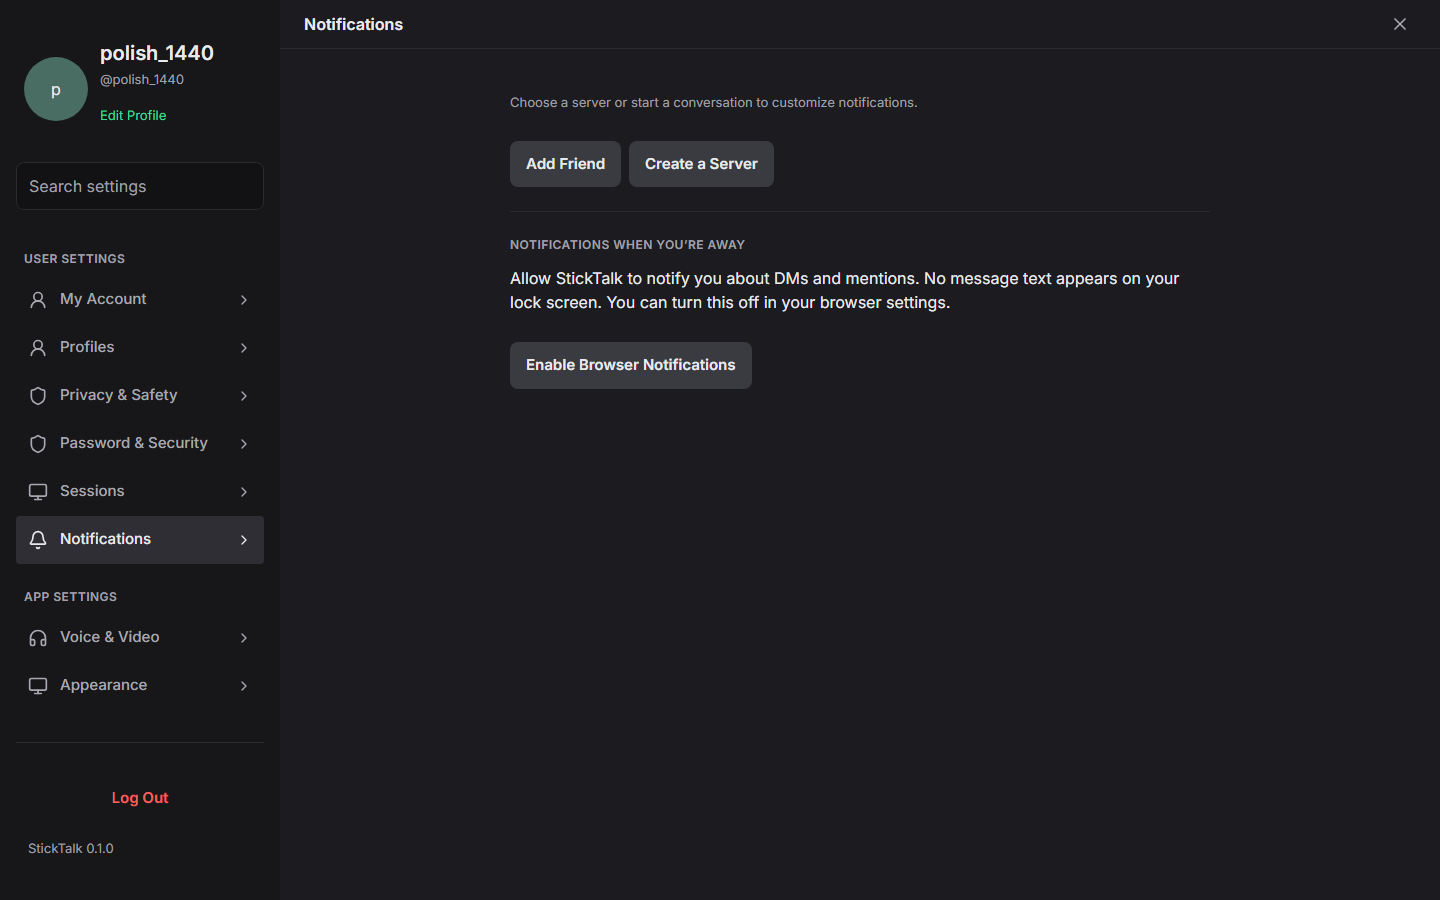 polish_1440
@polish_1440
Edit Profile
p
Search settings
USER SETTINGS
My Account
Profiles
Privacy & Safety
Password & Security
Sessions
Notifications
APP SETTINGS
Voice & Video
Appearance
Log Out
StickTalk 0.1.0
Notifications
Choose a server or start a conversation to customize notifications.
Add Friend
Create a Server
NOTIFICATIONS WHEN YOU’RE AWAY
Allow StickTalk to notify you about DMs and mentions. No message text appears on your
lock screen. You can turn this off in your browser settings.
Enable Browser Notifications